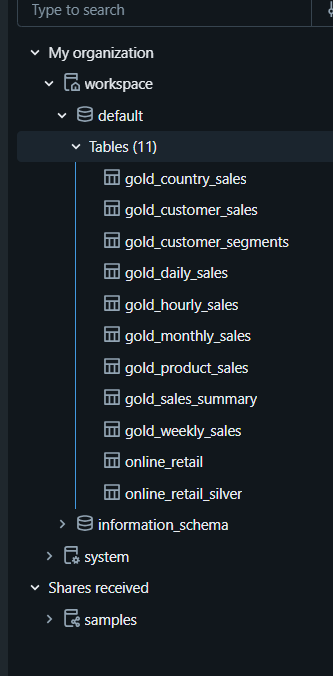 Type to search
My organization
workspace
default
Tables (11)
gold_country_sales
gold_customer_sales
gold_customer_segments
gold_daily_sales
gold_hourly_sales
gold_monthly_sales
gold_product_sales
gold_sales_summary
gold_weekly_sales
online_retail
online_retail_silver
information_schema
system
Shares received
samples